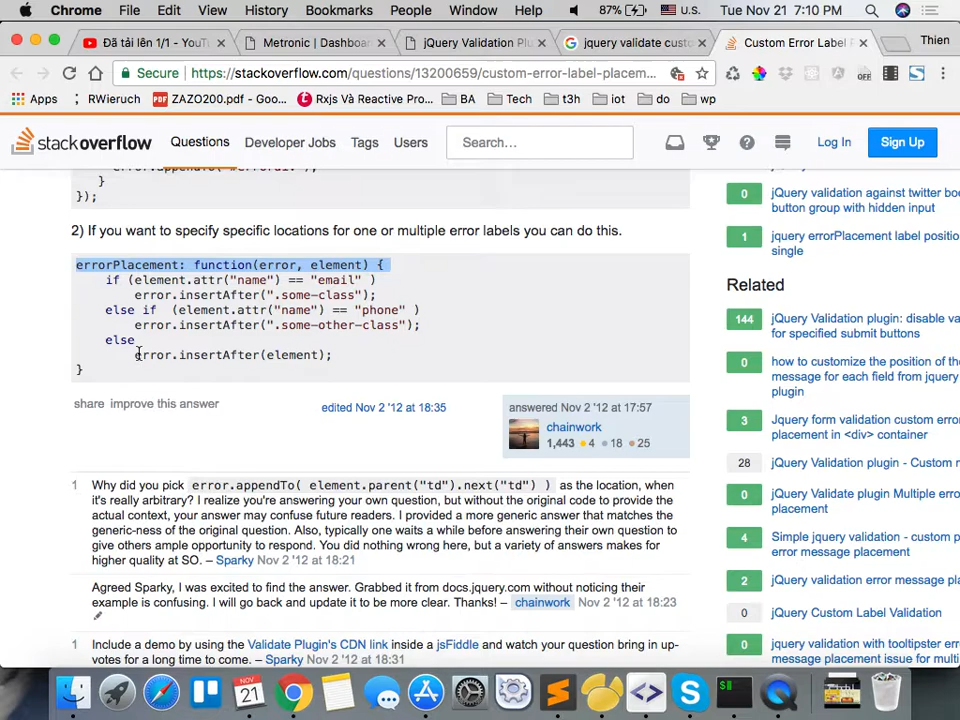 Chrome File Edit View History Bookmarks People Window Help 87% U.S. Tue Nov 21 7:10 PM
Đã tải lên 1/1 - YouT
Metronic | Dashboar
jQuery Validation Plu
jquery validate custo
Custom Error Label P
Thien
Secure https://stackoverflow.com/questions/13200659/custom-error-label-placem...
Apps RWieruch PDF ZAZO200.pdf - Goo... Rxjs Và Reactive Pro... BA Tech t3h iot do wp
stackoverflow Questions Developer Jobs Tags Users Search... Log In Sign Up
}
});
2) If you want to specify specific locations for one or multiple error labels you can do this.
errorPlacement: function(error, element) {
if (element.attr("name") == "email" )
error.insertAfter(".some-class");
else if (element.attr("name") == "phone" )
error.insertAfter(".some-other-class");
else
error.insertAfter(element);
}
share improve this answer
edited Nov 2 '12 at 18:35
answered Nov 2 '12 at 17:57
chainwork
1,443 4 18 25
1 Why did you pick error.appendTo( element.parent("td").next("td") ) as the location, when
it's really arbitrary? I realize you're answering your own question, but without the original code to provide the
actual context, your answer may confuse future readers. I provided a more generic answer that matches the
generic-ness of the original question. Also, typically one waits a while before answering their own question to
give others ample opportunity to respond. You did nothing wrong here, but a variety of answers makes for
higher quality at SO. – Sparky Nov 2 '12 at 18:21
Agreed Sparky, I was excited to find the answer. Grabbed it from docs.jquery.com without noticing their
example is confusing. I will go back and update it to be more clear. Thanks! – chainwork Nov 2 '12 at 18:23
1 Include a demo by using the Validate Plugin's CDN link inside a jsFiddle and watch your question bring in up-
votes for a long time to come. – Sparky Nov 2 '12 at 18:31
0 jQuery validation against twitter boo
button group with hidden input
1 jquery errorPlacement label positio
single
Related
144 jQuery Validation plugin: disable va
for specified submit buttons
0 how to customize the position of the
message for each field from jquery
plugin
3 Jquery form validation custom error
placement in <div> container
28 jQuery Validation plugin - Custom m
0 jQuery Validate plugin Multiple erro
placement
4 Simple jquery validation - custom p
error message placement
2 jQuery validation error message pla
0 jQuery Custom Label Validation
0 jquery validation with tooltipster erro
message placement issue for multi
NOV
21